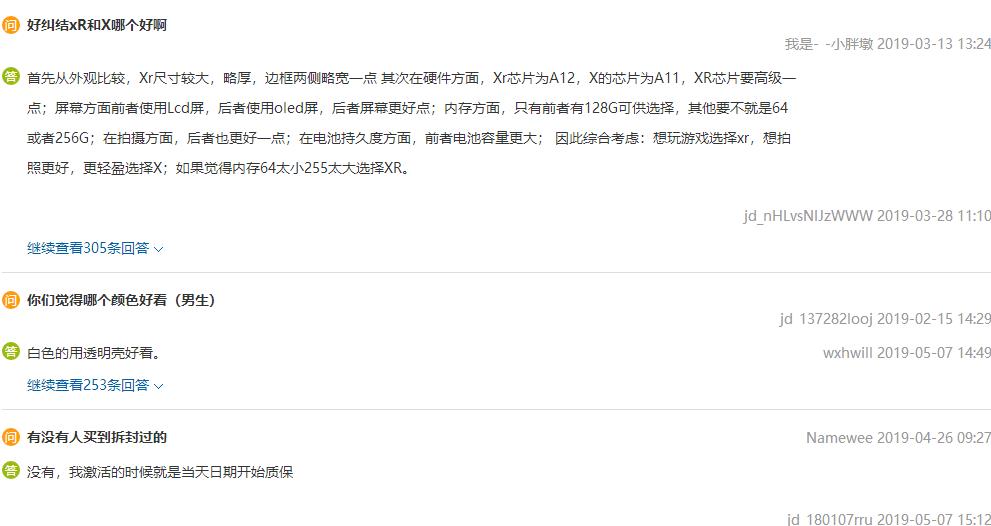 问 好纠结xR和X哪个好啊
我是- -小胖墩 2019-03-13 13:24
答 首先从外观比较，Xr尺寸较大，略厚，边框两侧略宽一点 其次在硬件方面，Xr芯片为A12，X的芯片为A11，XR芯片要高级一
点；屏幕方面前者使用Lcd屏，后者使用oled屏，后者屏幕更好点；内存方面，只有前者有128G可供选择，其他要不就是64
或者256G；在拍摄方面，后者也更好一点；在电池持久度方面，前者电池容量更大； 因此综合考虑：想玩游戏选择xr，想拍
照更好，更轻盈选择X；如果觉得内存64太小255太大选择XR。
jd_nHLvsNIJzWWW 2019-03-28 11:10
继续查看305条回答
问 你们觉得哪个颜色好看（男生）
jd_137282looj 2019-02-15 14:29
答 白色的用透明壳好看。 wxhwill 2019-05-07 14:49
继续查看253条回答
问 有没有人买到拆封过的 Namewee 2019-04-26 09:27
答 没有，我激活的时候就是当天日期开始质保
jd_180107rru 2019-05-07 15:12